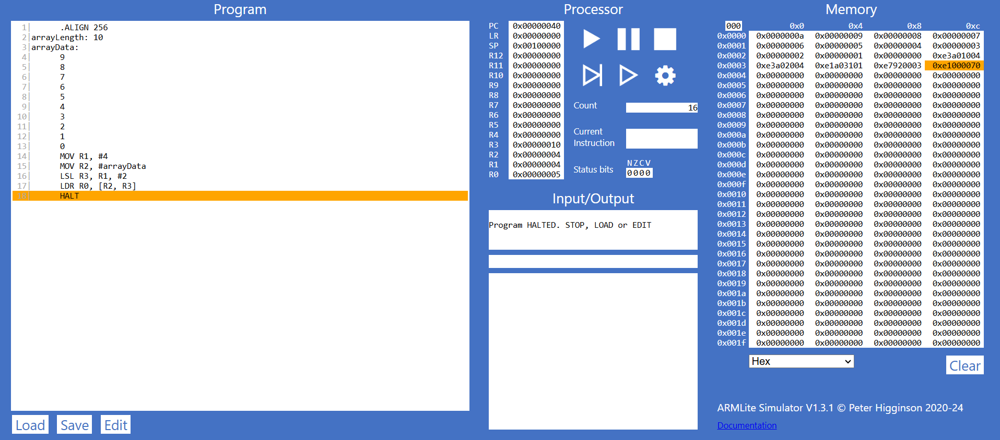 Program
1|      .ALIGN 256
2|arrayLength: 10
3|arrayData:
4|      9
5|      8
6|      7
7|      6
8|      5
9|      4
10|      3
11|      2
12|      1
13|      0
14|      MOV R1, #4
15|      MOV R2, #arrayData
16|      LSL R3, R1, #2
17|      LDR R0, [R2, R3]
18|      HALT
Load Save Edit
Processor
PC 0x00000040
LR 0x00000000
SP 0x00100000
R12 0x00000000
R11 0x00000000
R10 0x00000000
R9 0x00000000
R8 0x00000000
R7 0x00000000
R6 0x00000000
R5 0x00000000
R4 0x00000000
R3 0x00000010
R2 0x00000004
R1 0x00000004
R0 0x00000005
Count 16
Current
Instruction
NZCV
Status bits 0000
Input/Output
Program HALTED. STOP, LOAD or EDIT
Memory
000 0x0 0x4 0x8 0xc
0x0000 0x0000000a 0x00000009 0x00000008 0x00000007
0x0001 0x00000006 0x00000005 0x00000004 0x00000003
0x0002 0x00000002 0x00000001 0x00000000 0xe3a01004
0x0003 0xe3a02004 0xe1a03101 0xe7920003 0xe1000070
0x0004 0x00000000 0x00000000 0x00000000 0x00000000
0x0005 0x00000000 0x00000000 0x00000000 0x00000000
0x0006 0x00000000 0x00000000 0x00000000 0x00000000
0x0007 0x00000000 0x00000000 0x00000000 0x00000000
0x0008 0x00000000 0x00000000 0x00000000 0x00000000
0x0009 0x00000000 0x00000000 0x00000000 0x00000000
0x000a 0x00000000 0x00000000 0x00000000 0x00000000
0x000b 0x00000000 0x00000000 0x00000000 0x00000000
0x000c 0x00000000 0x00000000 0x00000000 0x00000000
0x000d 0x00000000 0x00000000 0x00000000 0x00000000
0x000e 0x00000000 0x00000000 0x00000000 0x00000000
0x000f 0x00000000 0x00000000 0x00000000 0x00000000
0x0010 0x00000000 0x00000000 0x00000000 0x00000000
0x0011 0x00000000 0x00000000 0x00000000 0x00000000
0x0012 0x00000000 0x00000000 0x00000000 0x00000000
0x0013 0x00000000 0x00000000 0x00000000 0x00000000
0x0014 0x00000000 0x00000000 0x00000000 0x00000000
0x0015 0x00000000 0x00000000 0x00000000 0x00000000
0x0016 0x00000000 0x00000000 0x00000000 0x00000000
0x0017 0x00000000 0x00000000 0x00000000 0x00000000
0x0018 0x00000000 0x00000000 0x00000000 0x00000000
0x0019 0x00000000 0x00000000 0x00000000 0x00000000
0x001a 0x00000000 0x00000000 0x00000000 0x00000000
0x001b 0x00000000 0x00000000 0x00000000 0x00000000
0x001c 0x00000000 0x00000000 0x00000000 0x00000000
0x001d 0x00000000 0x00000000 0x00000000 0x00000000
0x001e 0x00000000 0x00000000 0x00000000 0x00000000
0x001f 0x00000000 0x00000000 0x00000000 0x00000000
Hex Clear
ARMLite Simulator V1.3.1 © Peter Higginson 2020-24
Documentation